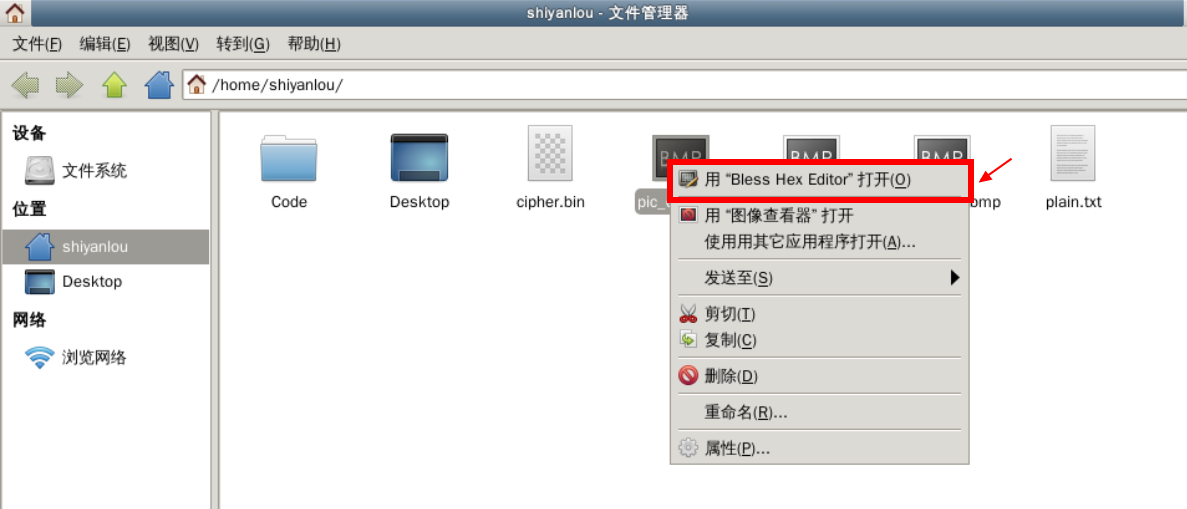 shiyanlou - 文件管理器
文件(F) 编辑(E) 视图(V) 转到(G) 帮助(H)
/home/shiyanlou/
设备
文件系统
位置
shiyanlou
Desktop
网络
浏览网络
Code
Desktop
cipher.bin
BMP
pic_
BMP
BMP
bmp
plain.txt
用 “Bless Hex Editor” 打开(O)
用 “图像查看器” 打开
使用用其它应用程序打开(A)...
发送至(S)
剪切(T)
复制(C)
删除(D)
重命名(R)...
属性(P)...